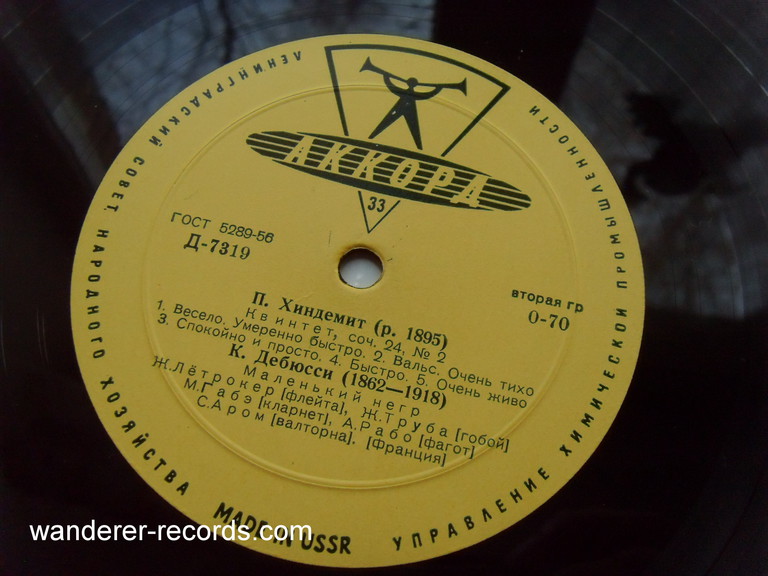 ЛЕНИНГРАДСКИЙ СОВЕТ НАРОДНОГО ХОЗЯЙСТВА
УПРАВЛЕНИЕ ХИМИЧЕСКОЙ ПРОМЫШЛЕННОСТИ
АККОРД
33
ГОСТ 5289-56
Д-7319
вторая гр
0-70
П. Хиндемит (р. 1895)
Квинтет, соч. 24, № 2
1. Весело. Умеренно быстро. 2. Вальс. Очень тихо
3. Спокойно и просто. 4. Быстро. 5. Очень живо
К. Дебюсси (1862—1918)
Маленький негр
Ж. Лётрокер [флейта], Ж. Труба [гобой]
М. Габэ [кларнет], А. Рабо [фагот]
С. Аром [валторна]. [франция]
MADE IN USSR
wanderer-records.com